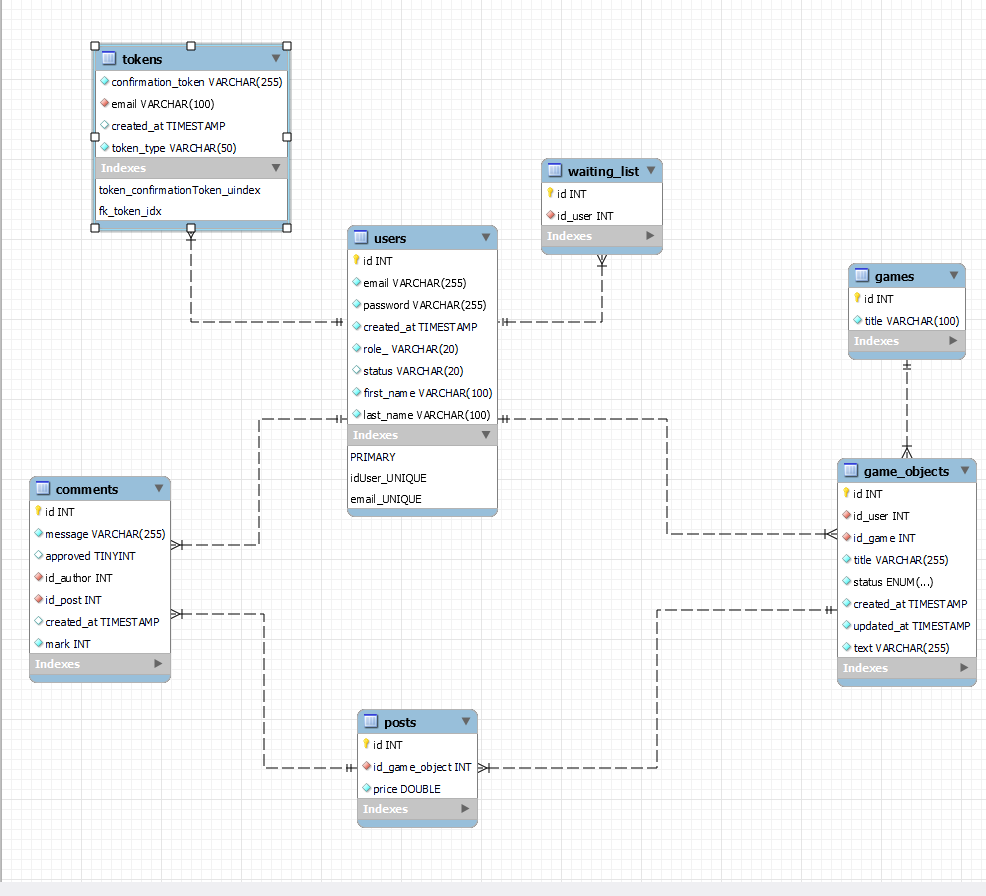 tokens
confirmation_token VARCHAR(255)
email VARCHAR(100)
created_at TIMESTAMP
token_type VARCHAR(50)
Indexes
token_confirmationToken_uindex
fk_token_idx
waiting_list
id INT
id_user INT
Indexes
users
id INT
email VARCHAR(255)
password VARCHAR(255)
created_at TIMESTAMP
role_ VARCHAR(20)
status VARCHAR(20)
first_name VARCHAR(100)
last_name VARCHAR(100)
Indexes
PRIMARY
idUser_UNIQUE
email_UNIQUE
games
id INT
title VARCHAR(100)
Indexes
game_objects
id INT
id_user INT
id_game INT
title VARCHAR(255)
status ENUM(...)
created_at TIMESTAMP
updated_at TIMESTAMP
text VARCHAR(255)
Indexes
comments
id INT
message VARCHAR(255)
approved TINYINT
id_author INT
id_post INT
created_at TIMESTAMP
mark INT
Indexes
posts
id INT
id_game_object INT
price DOUBLE
Indexes